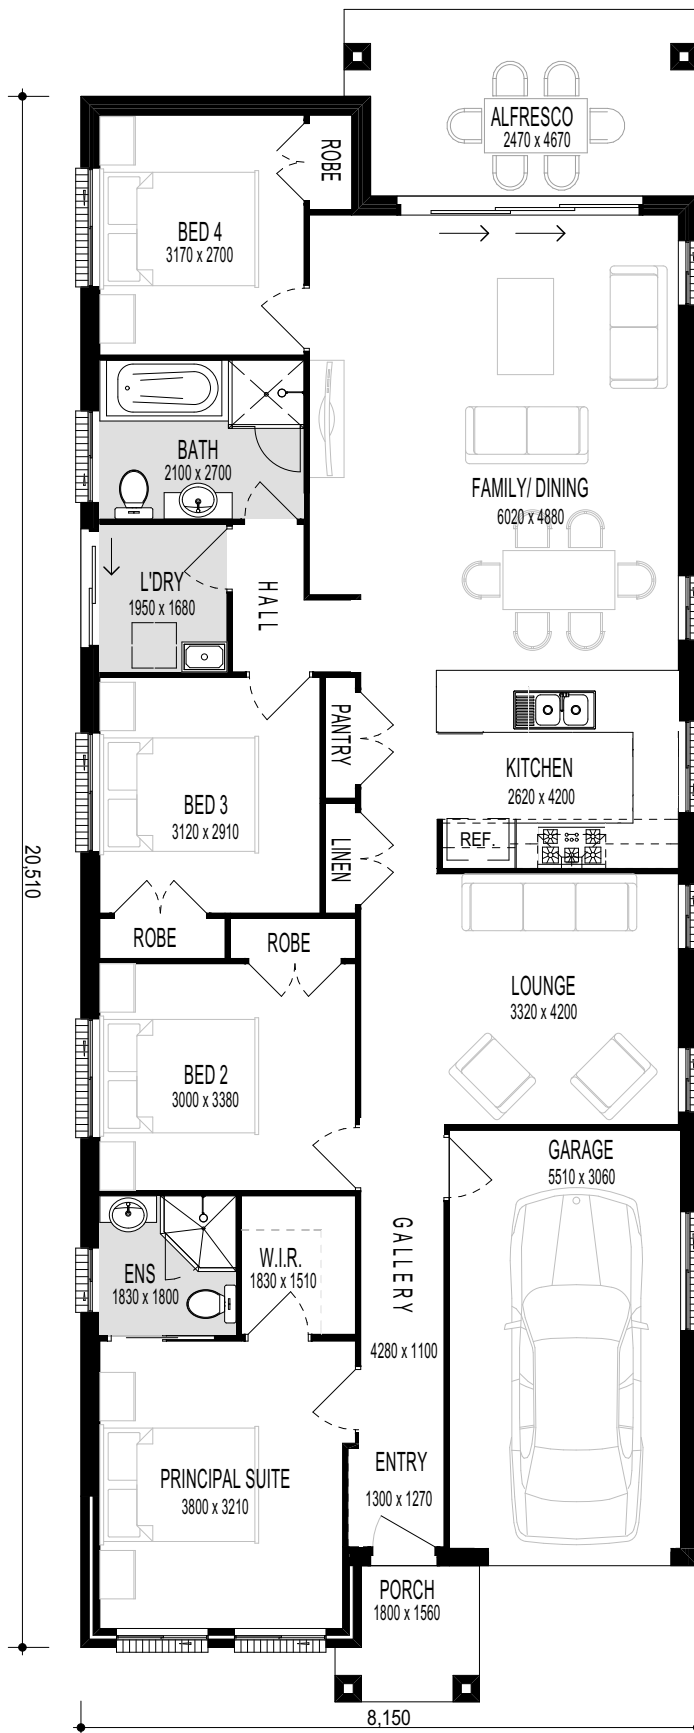 ALFRESCO
2470 x 4670
ROBE
BED 4
3170 x 2700
BATH
2100 x 2700
FAMILY/ DINING
6020 x 4880
L'DRY
1950 x 1680
HALL
PANTRY
KITCHEN
2620 x 4200
BED 3
3120 x 2910
REF.
LINEN
20,510
ROBE
ROBE
LOUNGE
3320 x 4200
BED 2
3000 x 3380
GARAGE
5510 x 3060
GALLERY
4280 x 1100
W.I.R.
1830 x 1510
ENS
1830 x 1800
ENTRY
1300 x 1270
PRINCIPAL SUITE
3800 x 3210
PORCH
1800 x 1560
8,150